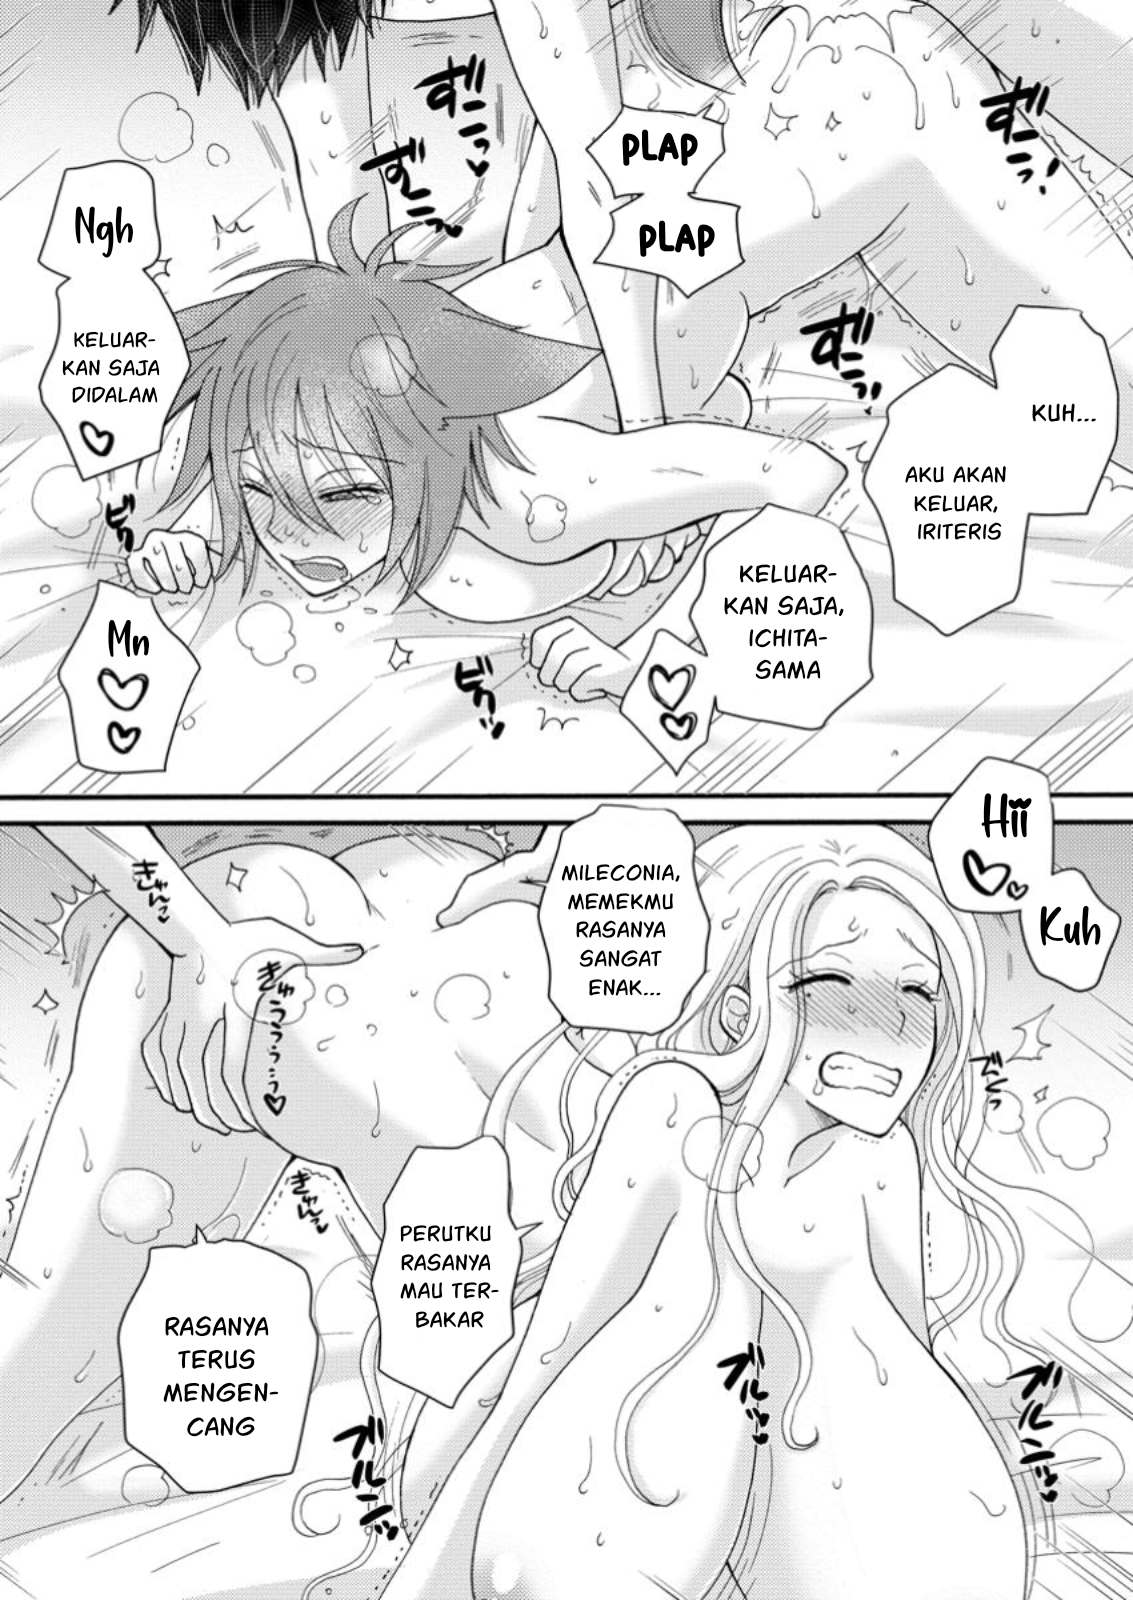 PLAP
PLAP
Ngh
KELUAR-
KAN SAJA
DIDALAM
KUH...
AKU AKAN
KELUAR,
IRITERIS
KELUAR-
KAN SAJA,
ICHITA-
SAMA
Mn
Hii
Kuh
MILECONIA,
MEMEKMU
RASANYA
SANGAT
ENAK...
PERUTKU
RASANYA
MAU TER-
BAKAR
RASANYA
TERUS
MENGEN-
CANG